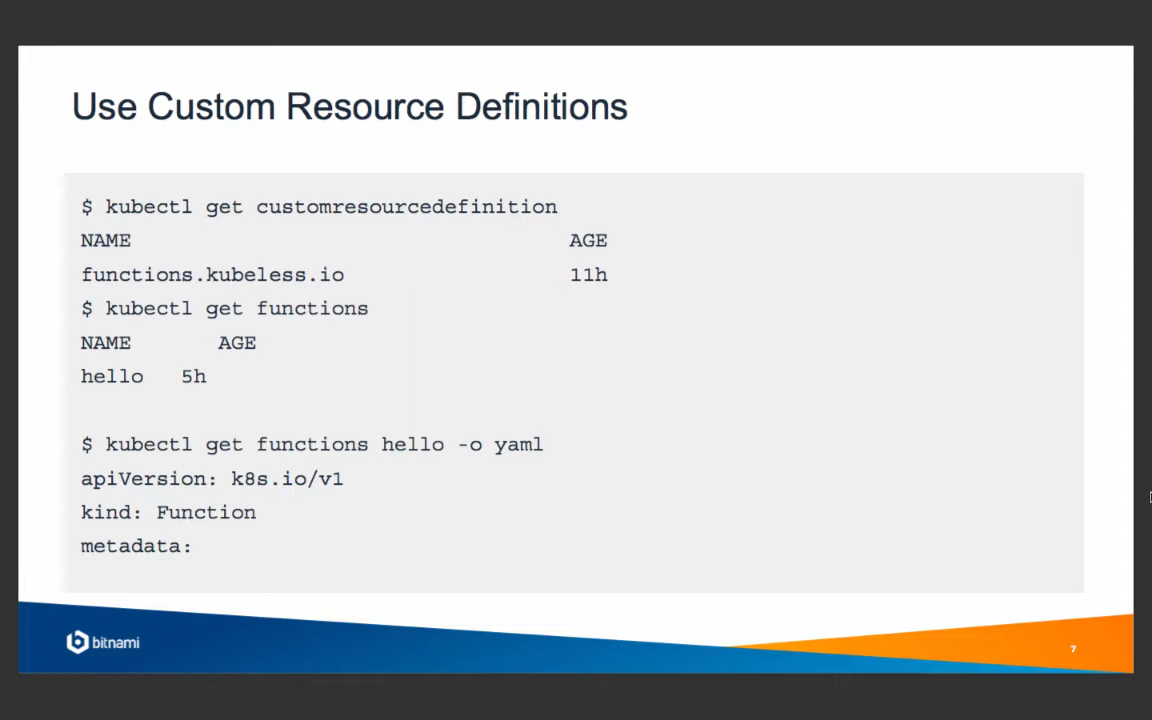 Use Custom Resource Definitions
$ kubectl get customresourcedefinition
NAME AGE
functions.kubeless.io 11h
$ kubectl get functions
NAME AGE
hello 5h
$ kubectl get functions hello -o yaml
apiVersion: k8s.io/v1
kind: Function
metadata:
bitnami
7